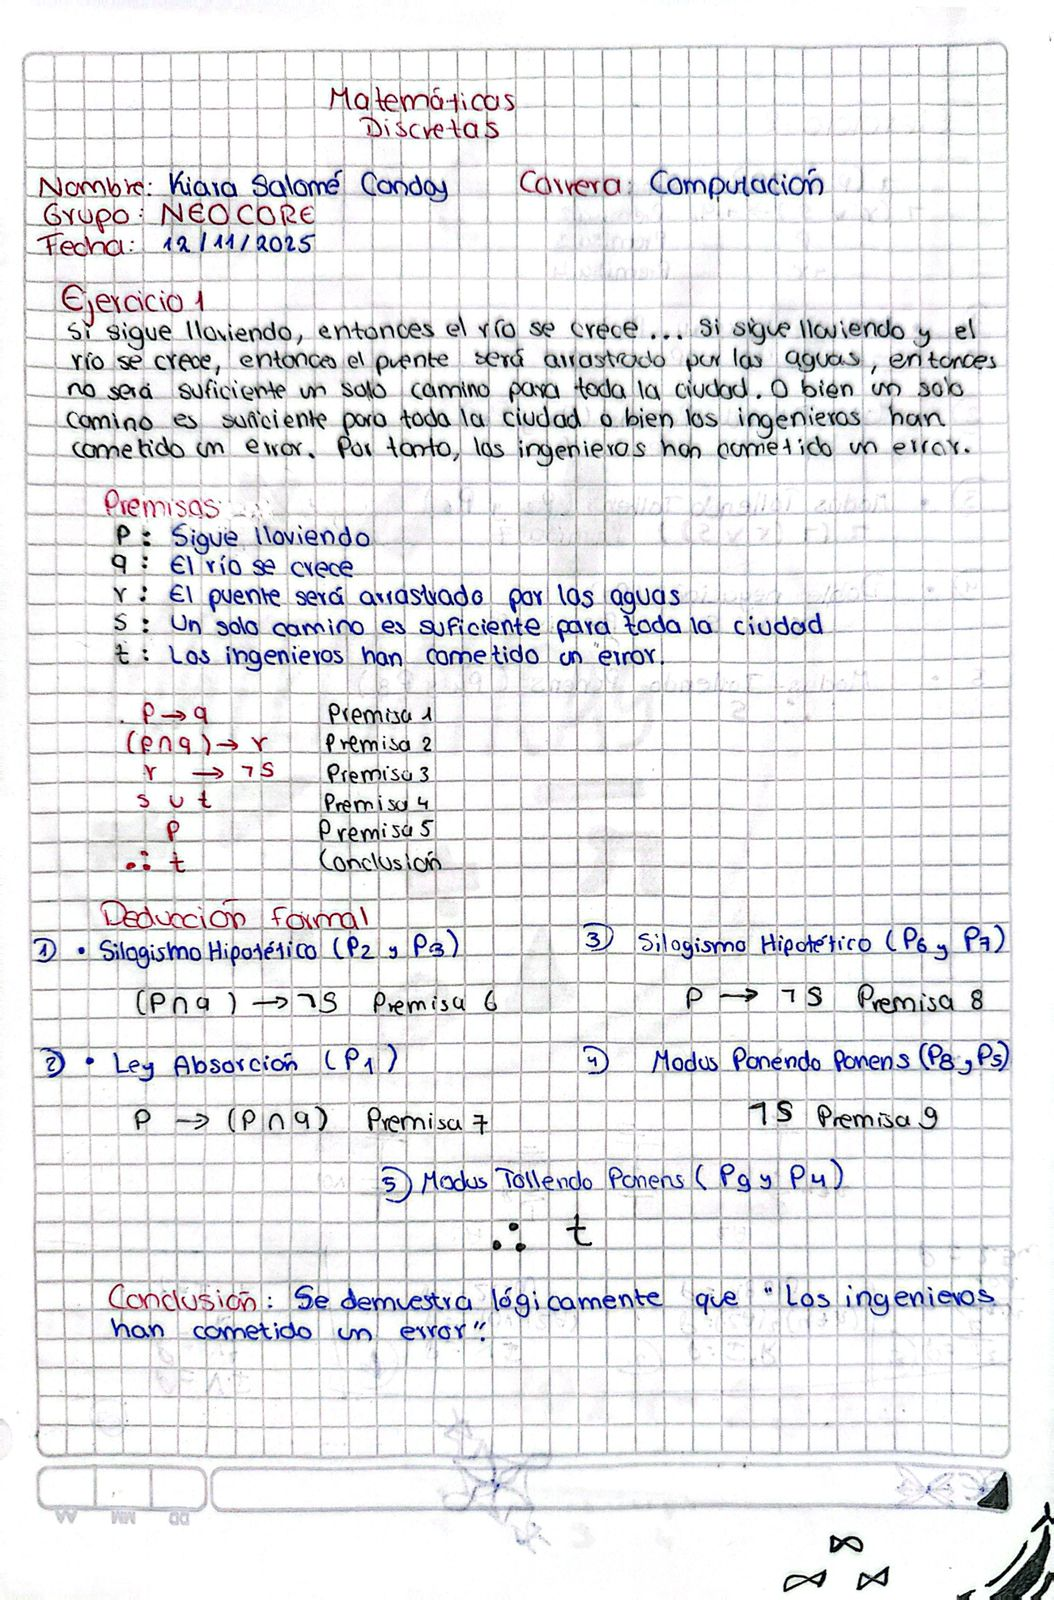 Matemáticas
Discretas
Nombre: Kiara Salomé Condoy Carrera: Computación
Grupo: NEOCORE
Fecha: 12/11/2025
Ejercicio 1
Si sigue lloviendo, entonces el río se crece... Si sigue lloviendo y el
río se crece, entonces el puente será arrastrado por las aguas, entonces
no será suficiente un solo camino para toda la ciudad. O bien un solo
camino es suficiente para toda la ciudad o bien los ingenieros han
cometido un error. Por tanto, los ingenieros han cometido un error.
Premisas:
P: Sigue lloviendo
q: El río se crece
r: El puente será arrastrado por las aguas
s: Un solo camino es suficiente para toda la ciudad
t: Los ingenieros han cometido un error.
P → q Premisa 1
(P ∩ q) → r Premisa 2
r → ¬S Premisa 3
s ∪ t Premisa 4
P Premisa 5
∴ t Conclusión
Deducción formal
① • Silogismo Hipotético (P2 y P3)
(P ∩ q) → ¬S Premisa 6
② • Ley Absorción (P1)
P → (P ∩ q) Premisa 7
③ Silogismo Hipotético (P6 y P7)
P → ¬S Premisa 8
④ Modus Ponendo Ponens (P8 y P5)
¬S Premisa 9
⑤ Modus Tollendo Ponens (P9 y P4)
∴ t
Conclusión: Se demuestra lógicamente que "Los ingenieros
han cometido un error".